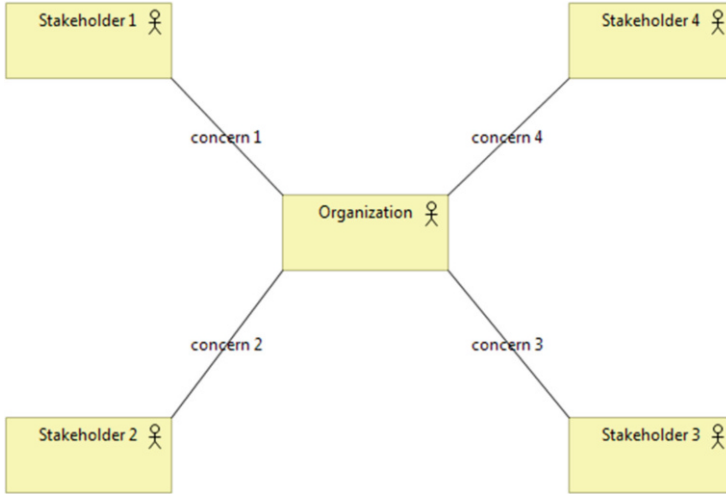 Stakeholder 1
Stakeholder 4
concern 1
concern 4
Organization
concern 2
concern 3
Stakeholder 2
Stakeholder 3